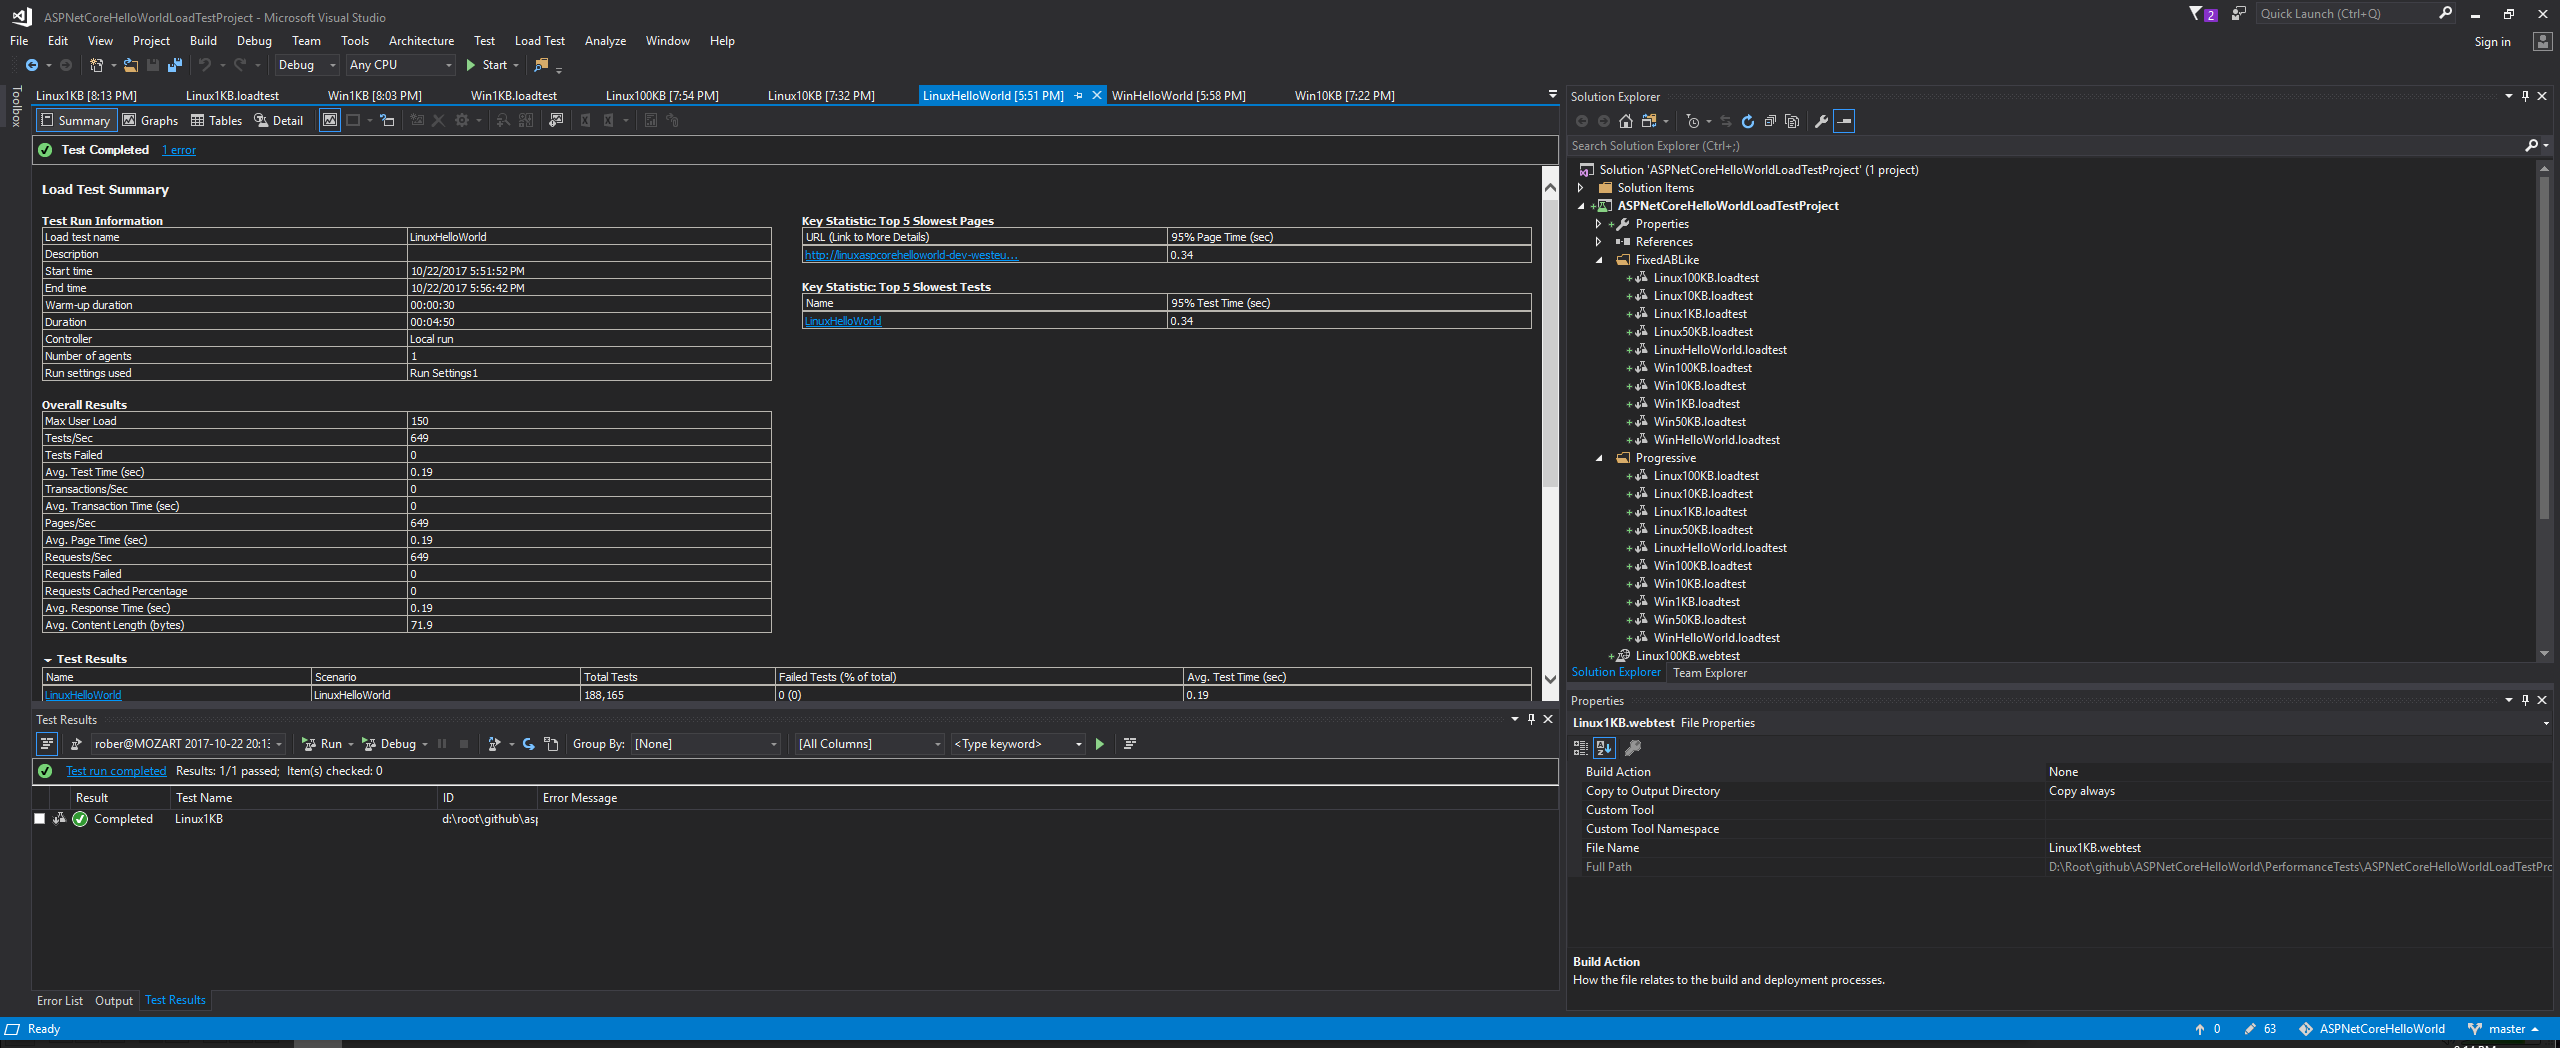 ASPNetCoreHelloWorldLoadTestProject - Microsoft Visual Studio
2
Quick Launch (Ctrl+Q)
File Edit View Project Build Debug Team Tools Architecture Test Load Test Analyze Window Help
Sign in
Debug Any CPU Start
Toolbox
Linux1KB [8:13 PM] Linux1KB.loadtest Win1KB [8:03 PM] Win1KB.loadtest Linux100KB [7:54 PM] Linux10KB [7:32 PM] LinuxHelloWorld [5:51 PM] WinHelloWorld [5:58 PM] Win10KB [7:22 PM]
Summary Graphs Tables Detail
Test Completed 1 error
Load Test Summary
Test Run Information
Load test name LinuxHelloWorld
Description
Start time 10/22/2017 5:51:52 PM
End time 10/22/2017 5:56:42 PM
Warm-up duration 00:00:30
Duration 00:04:50
Controller Local run
Number of agents 1
Run settings used Run Settings1
Overall Results
Max User Load 150
Tests/Sec 649
Tests Failed 0
Avg. Test Time (sec) 0.19
Transactions/Sec 0
Avg. Transaction Time (sec) 0
Pages/Sec 649
Avg. Page Time (sec) 0.19
Requests/Sec 649
Requests Failed 0
Requests Cached Percentage 0
Avg. Response Time (sec) 0.19
Avg. Content Length (bytes) 71.9
Key Statistic: Top 5 Slowest Pages
URL (Link to More Details) 95% Page Time (sec)
http://linuxaspcorehelloworld-dev-westeu... 0.34
Key Statistic: Top 5 Slowest Tests
Name 95% Test Time (sec)
LinuxHelloWorld 0.34
Test Results
Name Scenario Total Tests Failed Tests (% of total) Avg. Test Time (sec)
LinuxHelloWorld LinuxHelloWorld 188,165 0 (0) 0.19
Test Results
rober@MOZART 2017-10-22 20:13 Run Debug Group By: [None] [All Columns] <Type keyword>
Test run completed Results: 1/1 passed; Item(s) checked: 0
Result Test Name ID Error Message
Completed Linux1KB d:\root\github\asp
Error List Output Test Results
Solution Explorer
Search Solution Explorer (Ctrl+;)
Solution 'ASPNetCoreHelloWorldLoadTestProject' (1 project)
Solution Items
ASPNetCoreHelloWorldLoadTestProject
Properties
References
FixedABLike
Linux100KB.loadtest
Linux10KB.loadtest
Linux1KB.loadtest
Linux50KB.loadtest
LinuxHelloWorld.loadtest
Win100KB.loadtest
Win10KB.loadtest
Win1KB.loadtest
Win50KB.loadtest
WinHelloWorld.loadtest
Progressive
Linux100KB.loadtest
Linux10KB.loadtest
Linux1KB.loadtest
Linux50KB.loadtest
LinuxHelloWorld.loadtest
Win100KB.loadtest
Win10KB.loadtest
Win1KB.loadtest
Win50KB.loadtest
WinHelloWorld.loadtest
Linux100KB.webtest
Solution Explorer Team Explorer
Properties
Linux1KB.webtest File Properties
Build Action None
Copy to Output Directory Copy always
Custom Tool
Custom Tool Namespace
File Name Linux1KB.webtest
Full Path D:\Root\github\ASPNetCoreHelloWorld\PerformanceTests\ASPNetCoreHelloWorldLoadTestPro
Build Action
How the file relates to the build and deployment processes.
Ready 0 63 ASPNetCoreHelloWorld master